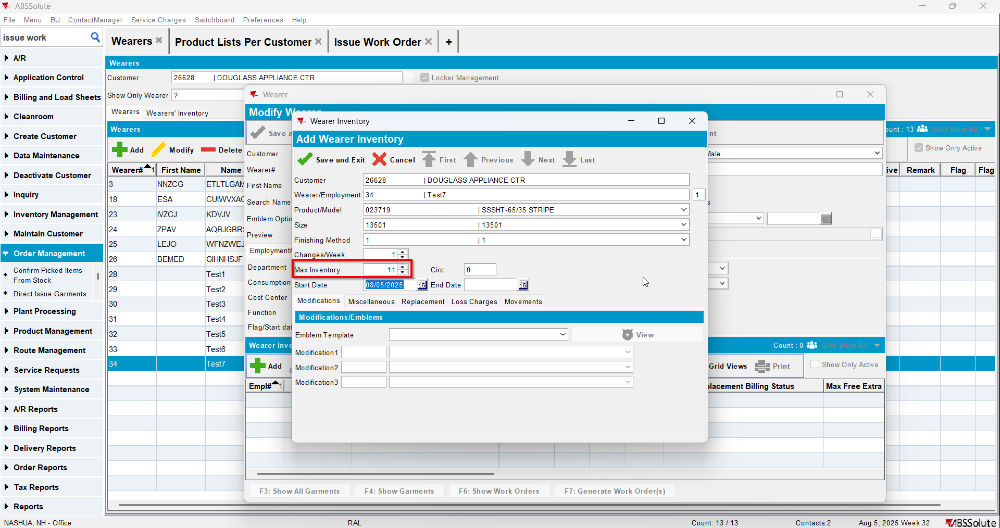 ABSSolute
File Menu BU ContactManager Service Charges Switchboard Preferences Help
issue work
Wearers
Product Lists Per Customer
Issue Work Order
+
A/R
Application Control
Billing and Load Sheets
Cleanroom
Create Customer
Data Maintenance
Deactivate Customer
Inquiry
Inventory Management
Maintain Customer
Order Management
Confirm Picked Items
From Stock
Direct Issue Garments
Plant Processing
Product Management
Route Management
Service Requests
System Maintenance
A/R Reports
Billing Reports
Delivery Reports
Order Reports
Tax Reports
Reports
Wearers
Customer 26628 | DOUGLASS APPLIANCE CTR ... Locker Management
Show Only Wearer ?
Wearers Wearers' Inventory
Wearers
ount : 13 Grid View All
Add Modify Delete
Show Only Active
Wearer# 1 First Name Name
ive Remark Flag Flag
3 NNZCG ETLTLGAM
18 ESA CUIWVXAC
23 IVZCJ KDVJV
24 ZPAV AQBJGBR
25 LEJO WFNZWEJ
26 BEMED GIHNHSJF
28 Test1
29 Test2
30 Test3
31 Test4
32 Test5
33 Test6
34 Test7
Wearer
Modify Wearer
Save a
nt
Customer
Male
Wearer#
First Name
Search Name
s
Emblem Optio
16
Preview
...
Employment#
Department
Consumption
Cost Center
Function
Flag/Start dat
Wearer Inve
Count : 0 Grid View All
Add
Grid Views Print Show Only Active
Empl# 1
placement Billing Status Max Free Extra
F3: Show All Garments F4: Show Garments F6: Show Work Orders F7: Generate Work Order(s)
Wearer Inventory
Add Wearer Inventory
Save and Exit Cancel First Previous Next Last
Customer 26628 | DOUGLASS APPLIANCE CTR
Wearer/Employment 34 | Test7 1
Product/Model 023719 | SSSHT-65/35 STRIPE
Size 13501 | 13501
Finishing Method 1 | 1
Changes/Week 1
Max Inventory 11 Circ. 0
Start Date 08/05/2025 16 End Date 16
Modifications Miscellaneous Replacement Loss Charges Movements
Modifications/Emblems
Emblem Template View
Modification1
Modification2
Modification3
NASHUA, NH - Office RAL Count: 13 / 13 Contacts 2 Aug 5, 2025 Week 32 ABSSolute